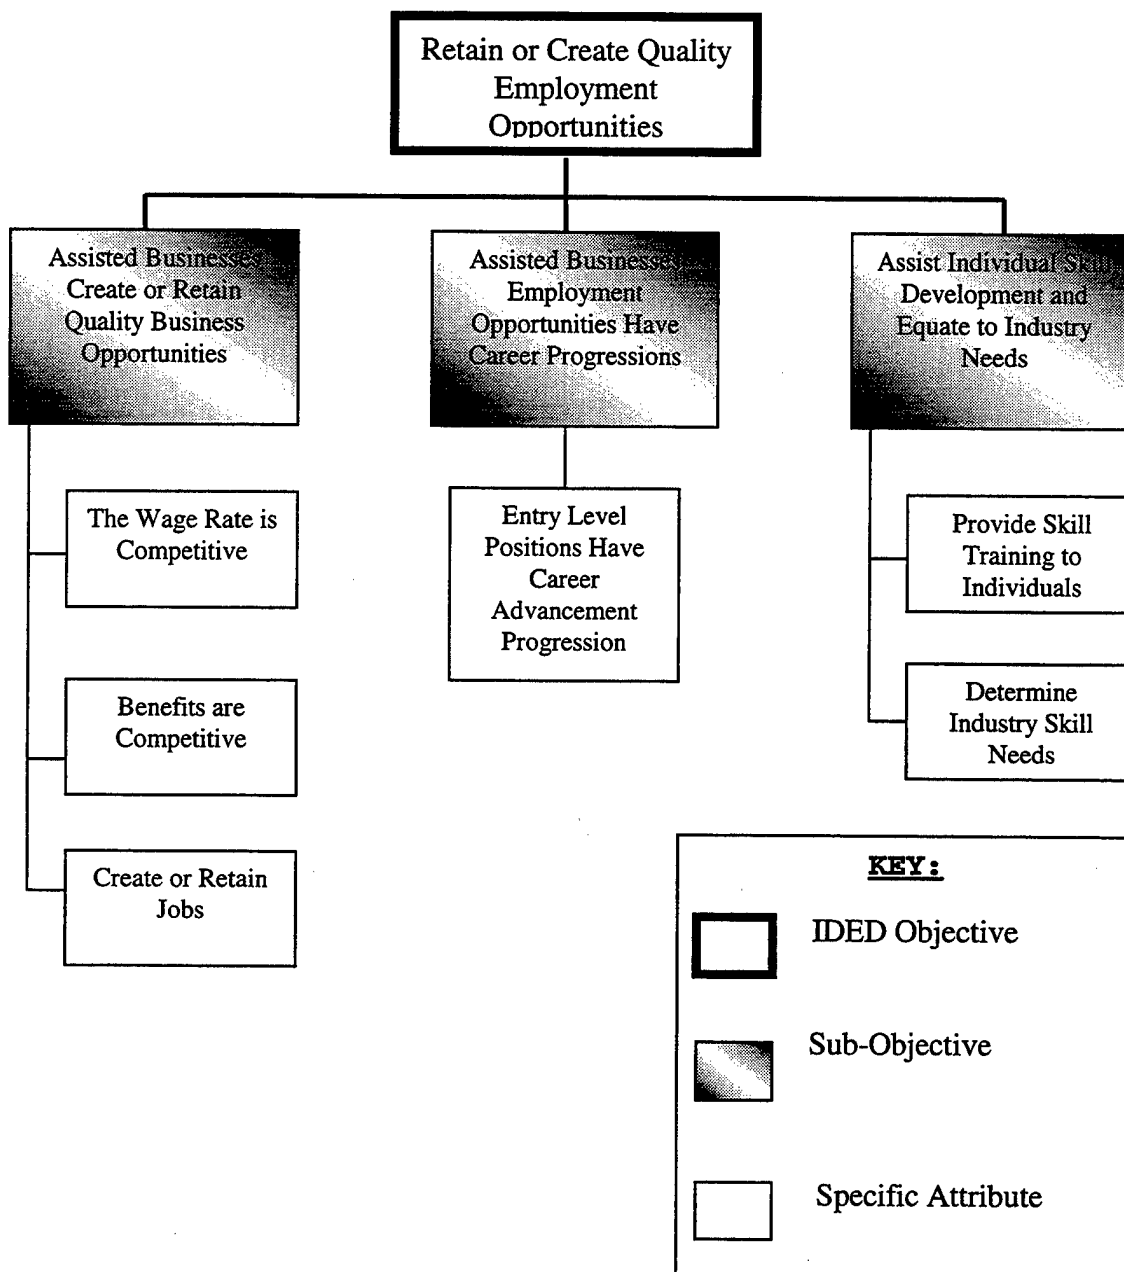 Retain or Create Quality
Employment
Opportunities
Assisted Businesses
Create or Retain
Quality Business
Opportunities
Assisted Businesses
Employment
Opportunities Have
Career Progressions
Assist Individual Skill
Development and
Equate to Industry
Needs
The Wage Rate is
Competitive
Benefits are
Competitive
Create or Retain
Jobs
Entry Level
Positions Have
Career
Advancement
Progression
Provide Skill
Training to
Individuals
Determine
Industry Skill
Needs
KEY:
IDED Objective
Sub-Objective
Specific Attribute